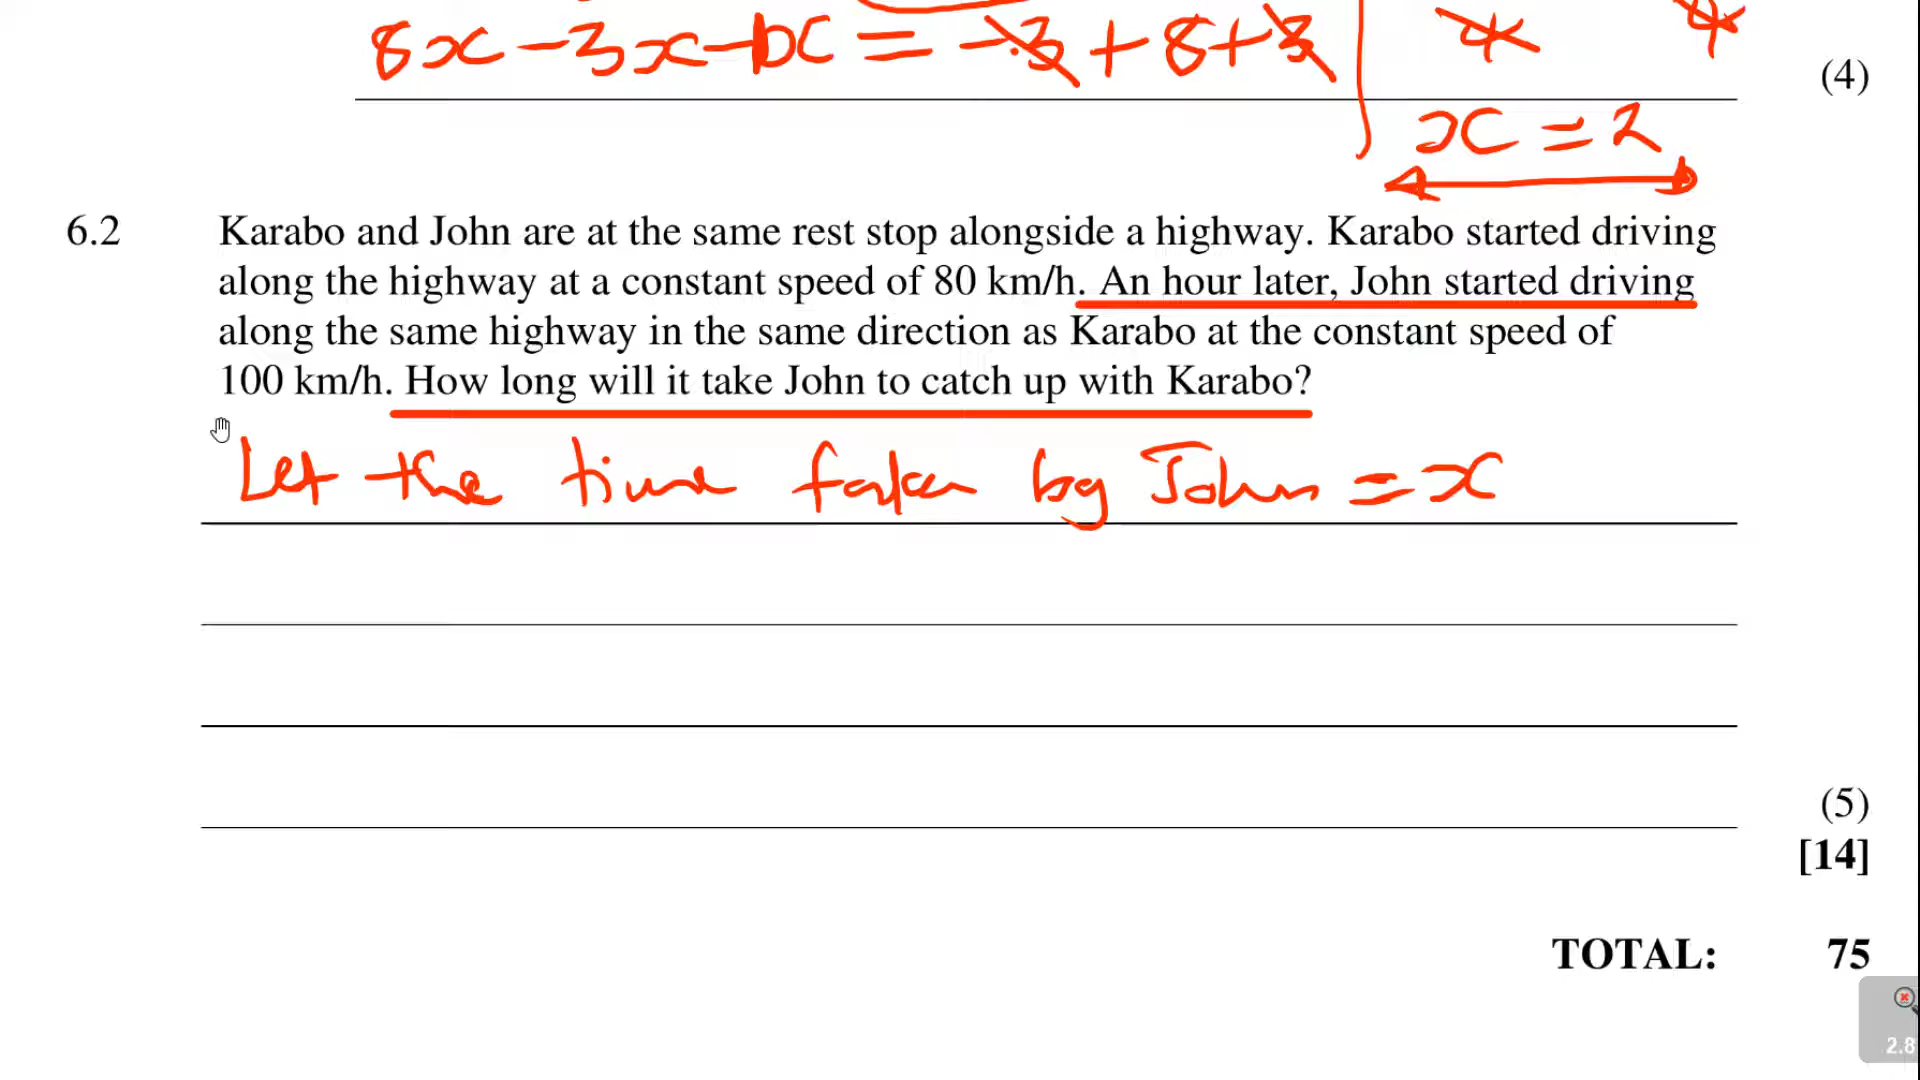 8x - 3x - 1x = -3 + 8 + 3
(4)
x = 2
6.2 Karabo and John are at the same rest stop alongside a highway. Karabo started driving
along the highway at a constant speed of 80 km/h. An hour later, John started driving
along the same highway in the same direction as Karabo at the constant speed of
100 km/h. How long will it take John to catch up with Karabo?
Let the time taken by John = x
(5)
[14]
TOTAL: 75
2.8